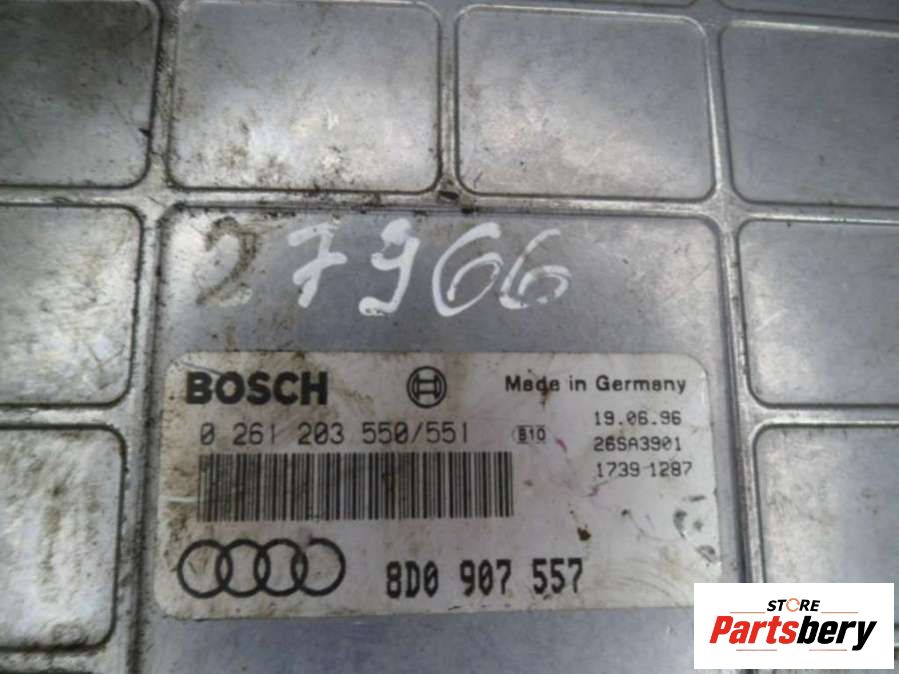 27966
BOSCH Made in Germany
0 261 203 550/551 B10 19.06.96
26SA3901
1739 1287
8D0 907 557
STORE
Partsbery